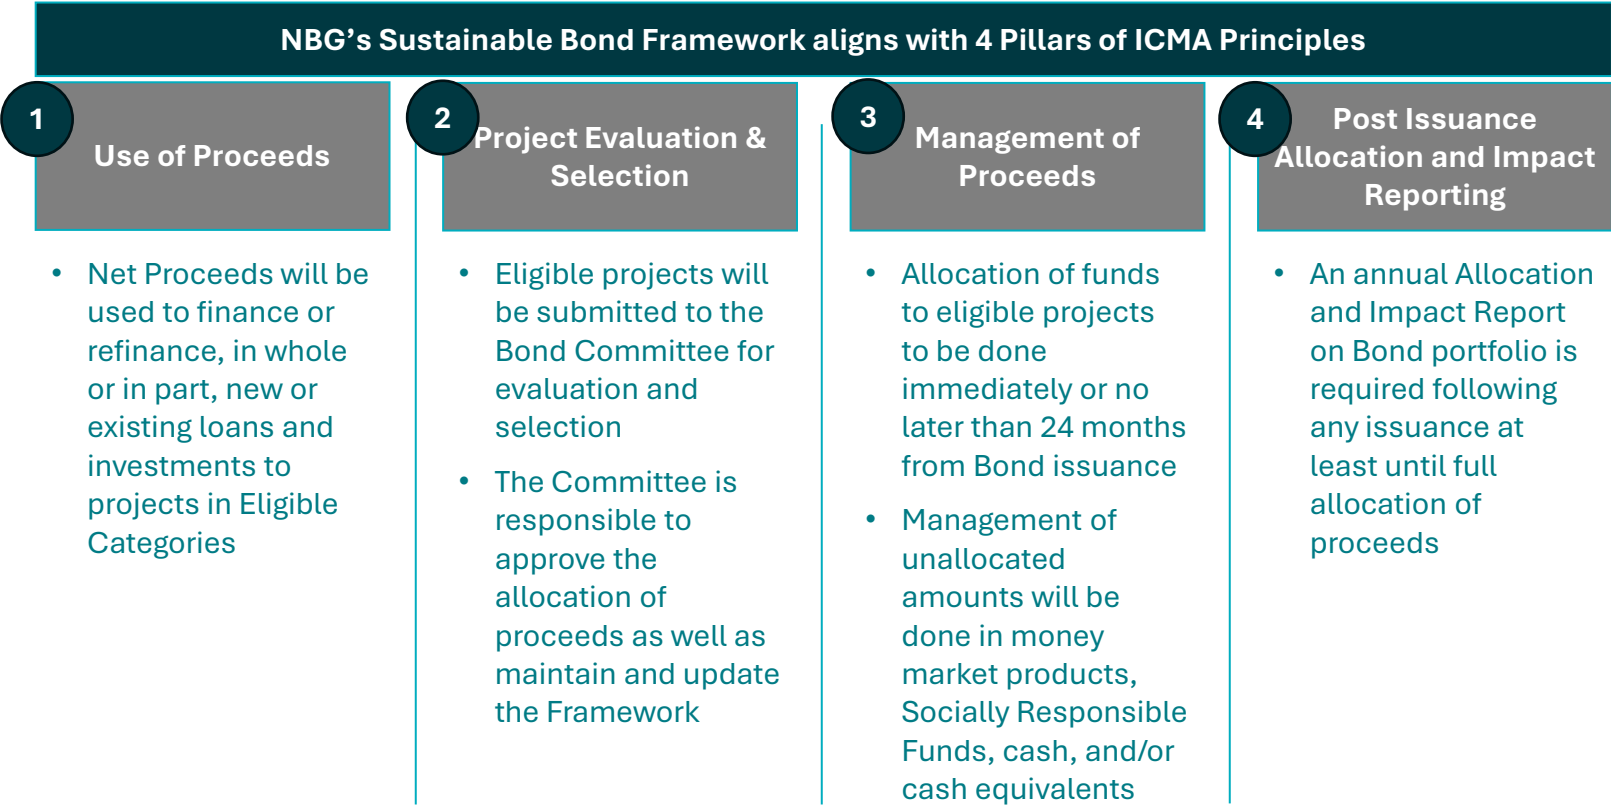 NBG’s Sustainable Bond Framework aligns with 4 Pillars of ICMA Principles
1
Use of Proceeds
• Net Proceeds will be
used to finance or
refinance, in whole
or in part, new or
existing loans and
investments to
projects in Eligible
Categories
2
Project Evaluation &
Selection
• Eligible projects will
be submitted to the
Bond Committee for
evaluation and
selection
• The Committee is
responsible to
approve the
allocation of
proceeds as well as
maintain and update
the Framework
3
Management of
Proceeds
• Allocation of funds
to eligible projects
to be done
immediately or no
later than 24 months
from Bond issuance
• Management of
unallocated
amounts will be
done in money
market products,
Socially Responsible
Funds, cash, and/or
cash equivalents
4
Post Issuance
Allocation and Impact
Reporting
• An annual Allocation
and Impact Report
on Bond portfolio is
required following
any issuance at
least until full
allocation of
proceeds